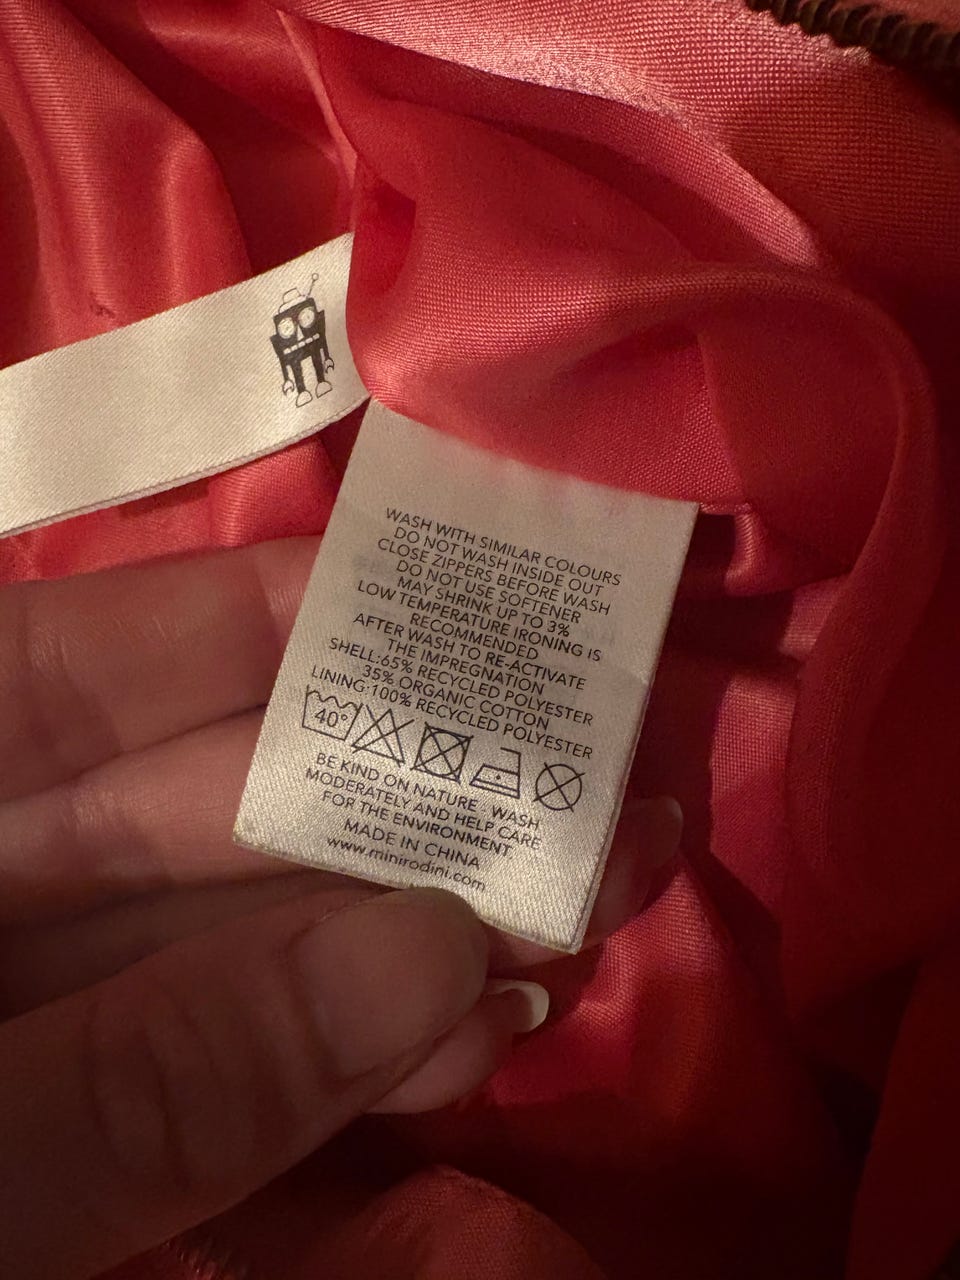 WASH WITH SIMILAR COLOURS
DO NOT WASH INSIDE OUT
CLOSE ZIPPERS BEFORE WASH
DO NOT USE SOFTENER
MAY SHRINK UP TO 3%
LOW TEMPERATURE IRONING IS
RECOMMENDED
AFTER WASH TO RE-ACTIVATE
THE IMPREGNATION
SHELL:65% RECYCLED POLYESTER
35% ORGANIC COTTON
LINING:100% RECYCLED POLYESTER
40°
BE KIND ON NATURE . WASH
MODERATELY AND HELP CARE
FOR THE ENVIRONMENT.
MADE IN CHINA
www.minirodini.com